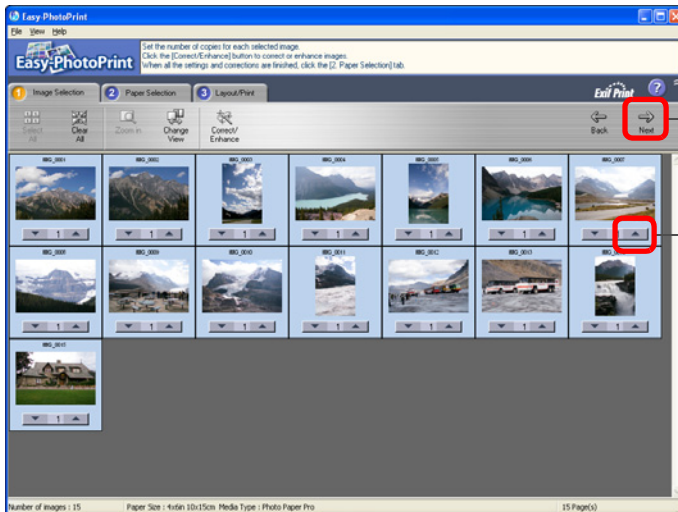 Easy-PhotoPrint
File View Help
Easy-PhotoPrint
Set the number of copies for each selected image.
Click the [Correct/Enhance] button to correct or enhance images.
When all the settings and corrections are finished, click the [2. Paper Selection] tab.
1 Image Selection 2 Paper Selection 3 Layout/Print Exif Print ?
Select All Clear All Zoom in Change View Correct/Enhance Back Next
IMG_0001 IMG_0002 IMG_0003 IMG_0004 IMG_0005 IMG_0006 IMG_0007
1 1 1 1 1 1 1
IMG_0008 IMG_0009 IMG_0010 IMG_0011 IMG_0012 IMG_0013
1 1 1 1 1 1 1
IMG_0015
1
Number of images : 15 Paper Size : 4x6in 10x15cm Media Type : Photo Paper Pro 15 Page(s)